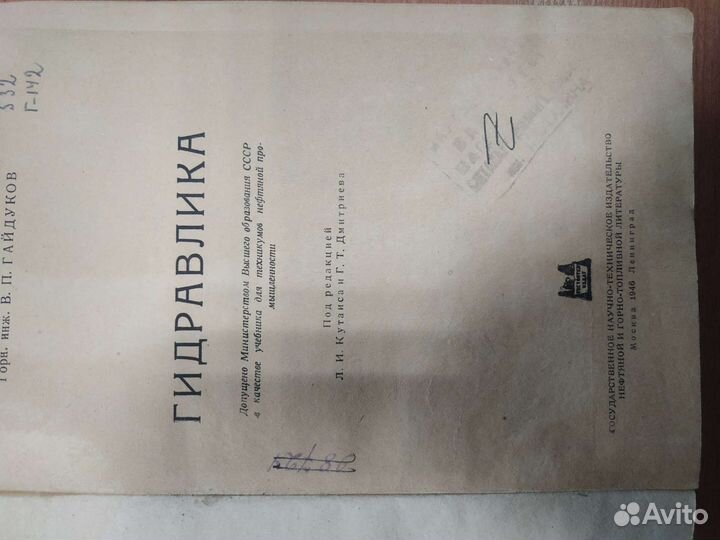 532
Г-142
Горн. инж. В. П. ГАЙДУКОВ
ГИДРАВЛИКА
Допущено Министерством Высшего образования СССР
в качестве учебника для техникумов нефтяной про-
мышленности
Под редакцией
Л. И. Кутаиса и Г. Т. Дмитриева
ГОСУДАРСТВЕННОЕ НАУЧНО-ТЕХНИЧЕСКОЕ ИЗДАТЕЛЬСТВО
НЕФТЯНОЙ И ГОРНО-ТОПЛИВНОЙ ЛИТЕРАТУРЫ
Москва 1946 Ленинград
Avito